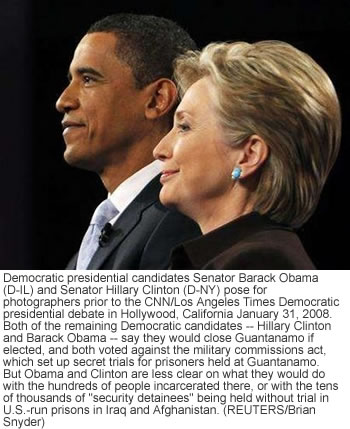 Democratic presidential candidates Senator Barack Obama
(D-IL) and Senator Hillary Clinton (D-NY) pose for
photographers prior to the CNN/Los Angeles Times Democratic
presidential debate in Hollywood, California January 31, 2008.
Both of the remaining Democratic candidates -- Hillary Clinton
and Barack Obama -- say they would close Guantanamo if
elected, and both voted against the military commissions act,
which set up secret trials for prisoners held at Guantanamo.
But Obama and Clinton are less clear on what they would do
with the hundreds of people incarcerated there, or with the tens
of thousands of "security detainees" being held without trial in
U.S.-run prisons in Iraq and Afghanistan. (REUTERS/Brian
Snyder)